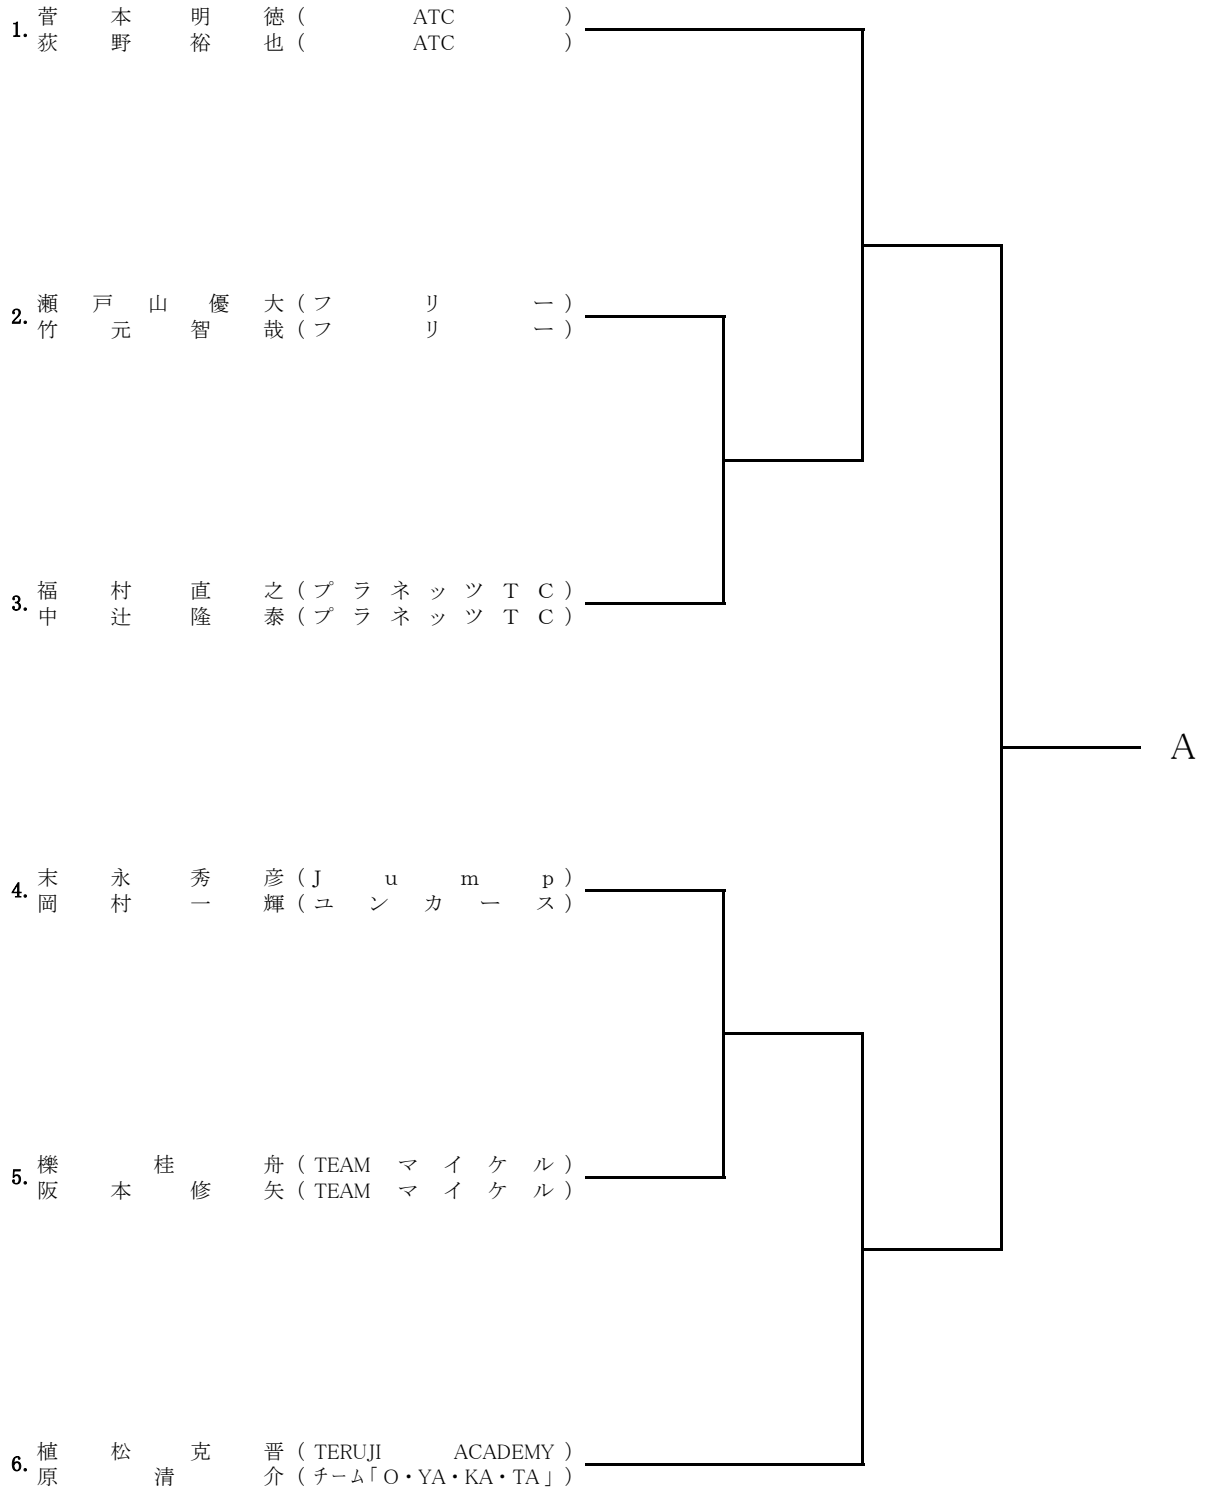 1. 菅本明徳（ATC）
荻野裕也（ATC）
2. 瀬戸山優大（フリー）
竹元智哉（フリー）
3. 福村直之（プラネッツTC）
中辻隆泰（プラネッツTC）
A
4. 末永秀彦（Jump）
岡村一輝（ユンカース）
5. 櫟桂舟（TEAM マイケル）
阪本修矢（TEAM マイケル）
6. 植松克晋（TERUJI ACADEMY）
原清介（チーム「O・YA・KA・TA」）